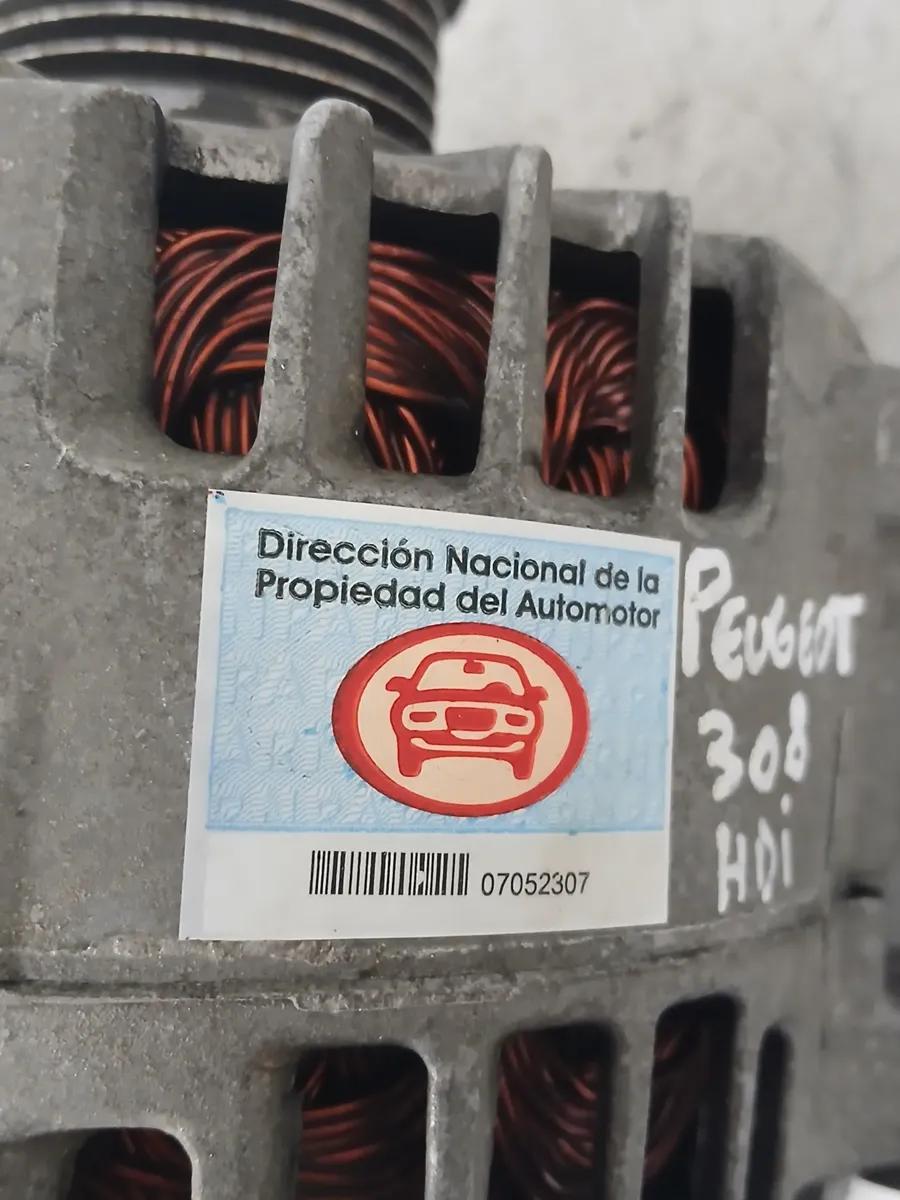 Dirección Nacional de la
Propiedad del Automotor
07052307
PEUGEOT
308
HDi